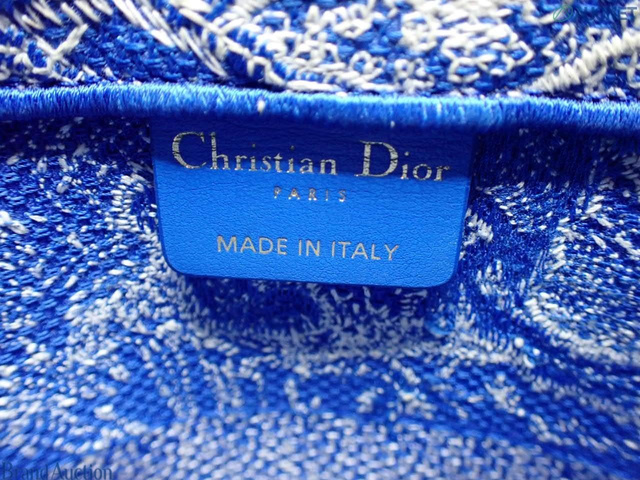 Christian Dior
PARIS
MADE IN ITALY
Brand Auction